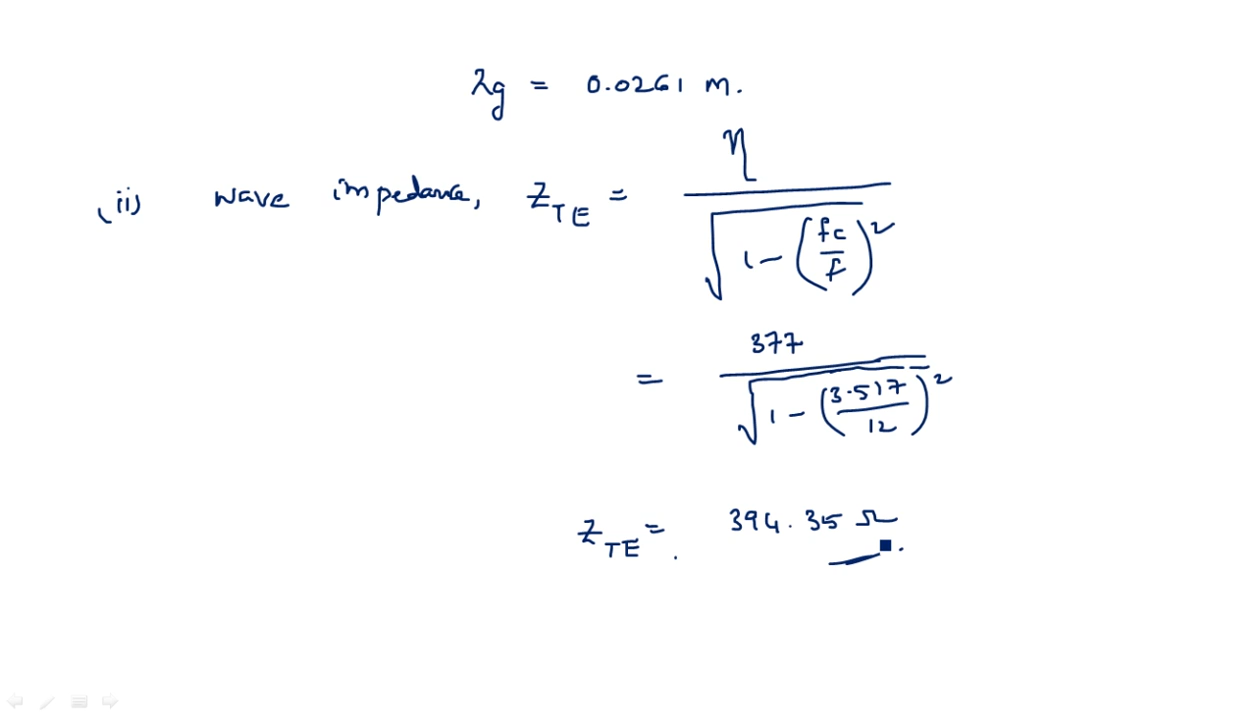 λg = 0.0261 m.
(ii) wave impedance, Z_TE = η / √(1 - (fc/f)²)
= 377 / √(1 - (3.517/12)²)
Z_TE = 394.35 Ω.